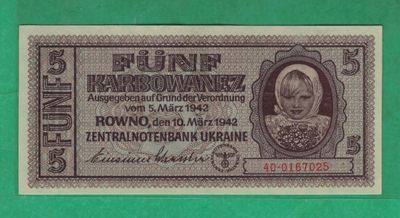 5 FÜNF 5
KARBOWANEZ
Ausgegeben auf Grund der Verordnung
vom 5. März 1942
ROWNO, den 10. März 1942
ZENTRALNOTENBANK UKRAINE
40·0167025
FÜNF
5 5